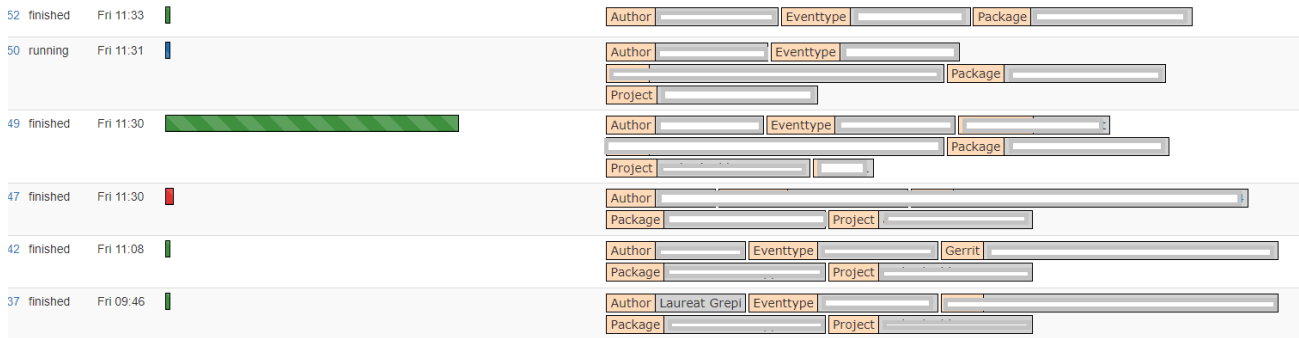 52 finished Fri 11:33 Author Eventtype Package
50 running Fri 11:31 Author Eventtype
Package
Project
49 finished Fri 11:30 Author Eventtype
Package
Project
47 finished Fri 11:30 Author
Package Project
42 finished Fri 11:08 Author Eventtype Gerrit
Package Project
37 finished Fri 09:46 Author Laureat Grepi Eventtype
Package Project